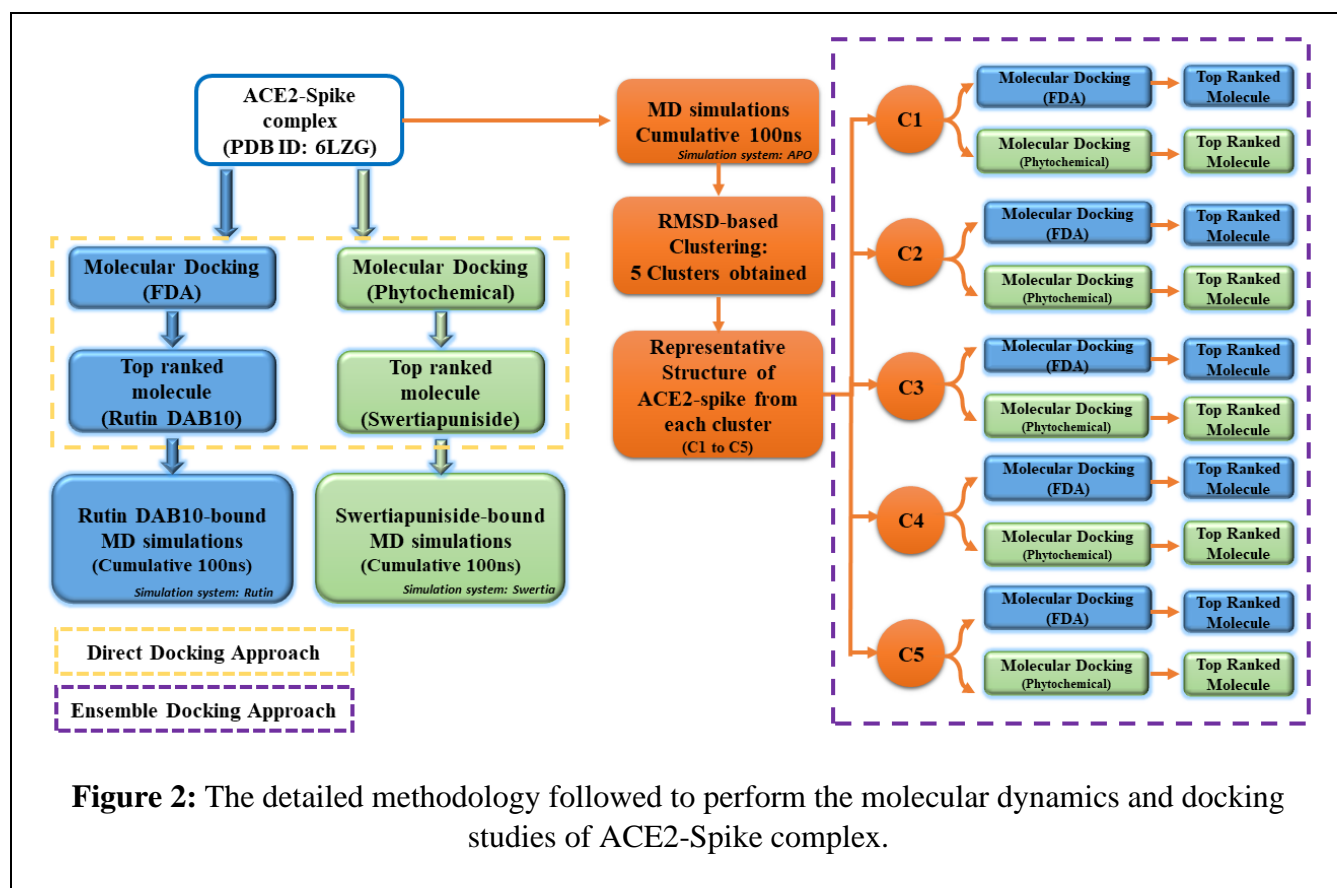 ACE2-Spike
complex
(PDB ID: 6LZG)
Molecular Docking
(FDA)
Molecular Docking
(Phytochemical)
Top ranked
molecule
(Rutin DAB10)
Top ranked
molecule
(Swertiapuniside)
Rutin DAB10-bound
MD simulations
(Cumulative 100ns)
Simulation system: Rutin
Swertiapuniside-bound
MD simulations
(Cumulative 100ns)
Simulation system: Swertia
Direct Docking Approach
Ensemble Docking Approach
MD simulations
Cumulative 100ns
Simulation system: APO
RMSD-based
Clustering:
5 Clusters obtained
Representative
Structure of
ACE2-spike from
each cluster
(C1 to C5)
C1
Molecular Docking
(FDA)
Top Ranked
Molecule
Molecular Docking
(Phytochemical)
Top Ranked
Molecule
C2
Molecular Docking
(FDA)
Top Ranked
Molecule
Molecular Docking
(Phytochemical)
Top Ranked
Molecule
C3
Molecular Docking
(FDA)
Top Ranked
Molecule
Molecular Docking
(Phytochemical)
Top Ranked
Molecule
C4
Molecular Docking
(FDA)
Top Ranked
Molecule
Molecular Docking
(Phytochemical)
Top Ranked
Molecule
C5
Molecular Docking
(FDA)
Top Ranked
Molecule
Molecular Docking
(Phytochemical)
Top Ranked
Molecule
Figure 2: The detailed methodology followed to perform the molecular dynamics and docking
studies of ACE2-Spike complex.